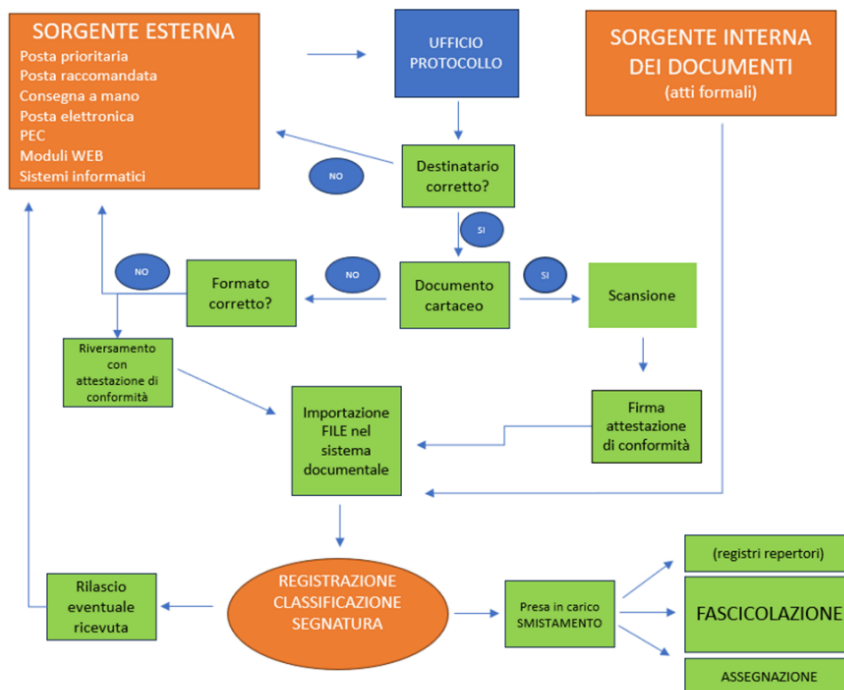 SORGENTE ESTERNA
Posta prioritaria
Posta raccomandata
Consegna a mano
Posta elettronica
PEC
Moduli WEB
Sistemi informatici
UFFICIO
PROTOCOLLO
SORGENTE INTERNA
DEI DOCUMENTI
(atti formali)
Destinatario
corretto?
NO
SI
NO
Formato
corretto?
NO
Documento
cartaceo
SI
Scansione
Riversamento
con
attestazione di
conformità
Importazione
FILE nel
sistema
documentale
Firma
attestazione
di conformità
Rilascio
eventuale
ricevuta
REGISTRAZIONE
CLASSIFICAZIONE
SEGNATURA
Presa in carico
SMISTAMENTO
(registri repertori)
FASCICOLAZIONE
ASSEGNAZIONE